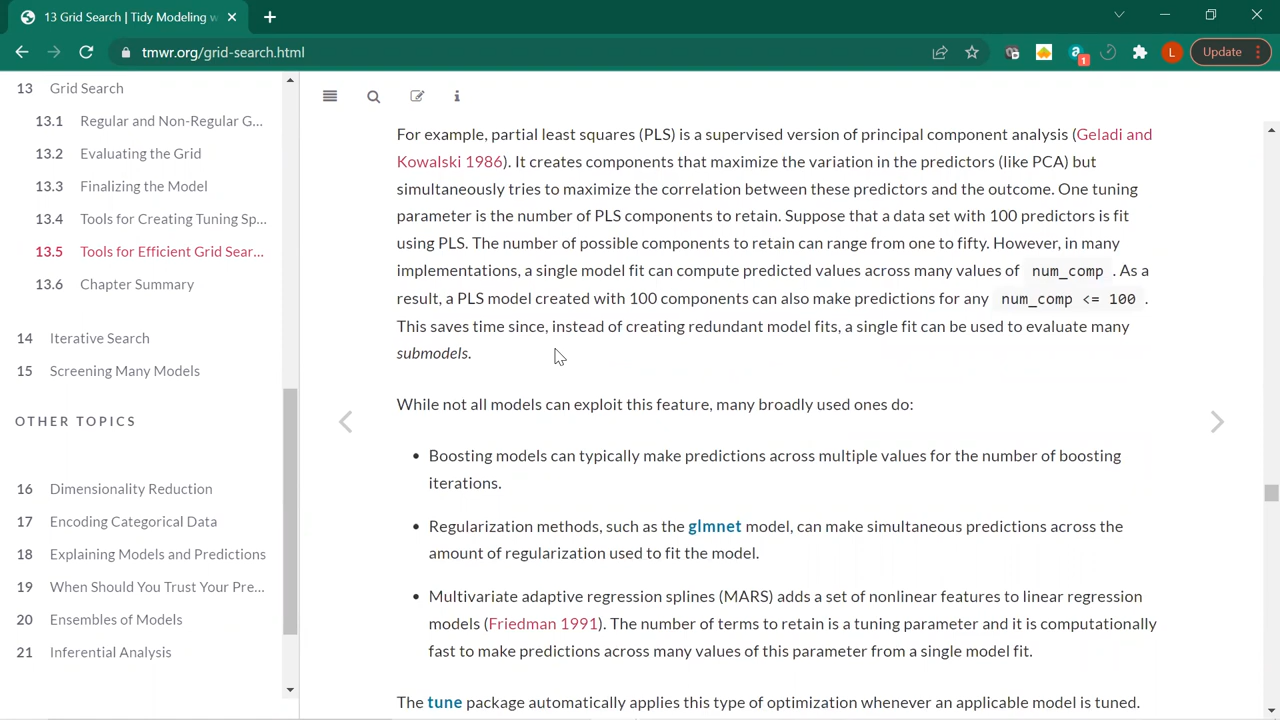 13 Grid Search | Tidy Modeling w
tmwr.org/grid-search.html
1
L
Update
13 Grid Search
13.1 Regular and Non-Regular G...
13.2 Evaluating the Grid
13.3 Finalizing the Model
13.4 Tools for Creating Tuning Sp...
13.5 Tools for Efficient Grid Sear...
13.6 Chapter Summary
14 Iterative Search
15 Screening Many Models
OTHER TOPICS
16 Dimensionality Reduction
17 Encoding Categorical Data
18 Explaining Models and Predictions
19 When Should You Trust Your Pre...
20 Ensembles of Models
21 Inferential Analysis
For example, partial least squares (PLS) is a supervised version of principal component analysis (Geladi and
Kowalski 1986). It creates components that maximize the variation in the predictors (like PCA) but
simultaneously tries to maximize the correlation between these predictors and the outcome. One tuning
parameter is the number of PLS components to retain. Suppose that a data set with 100 predictors is fit
using PLS. The number of possible components to retain can range from one to fifty. However, in many
implementations, a single model fit can compute predicted values across many values of num_comp . As a
result, a PLS model created with 100 components can also make predictions for any num_comp <= 100 .
This saves time since, instead of creating redundant model fits, a single fit can be used to evaluate many
submodels.
While not all models can exploit this feature, many broadly used ones do:
• Boosting models can typically make predictions across multiple values for the number of boosting
iterations.
• Regularization methods, such as the glmnet model, can make simultaneous predictions across the
amount of regularization used to fit the model.
• Multivariate adaptive regression splines (MARS) adds a set of nonlinear features to linear regression
models (Friedman 1991). The number of terms to retain is a tuning parameter and it is computationally
fast to make predictions across many values of this parameter from a single model fit.
The tune package automatically applies this type of optimization whenever an applicable model is tuned.